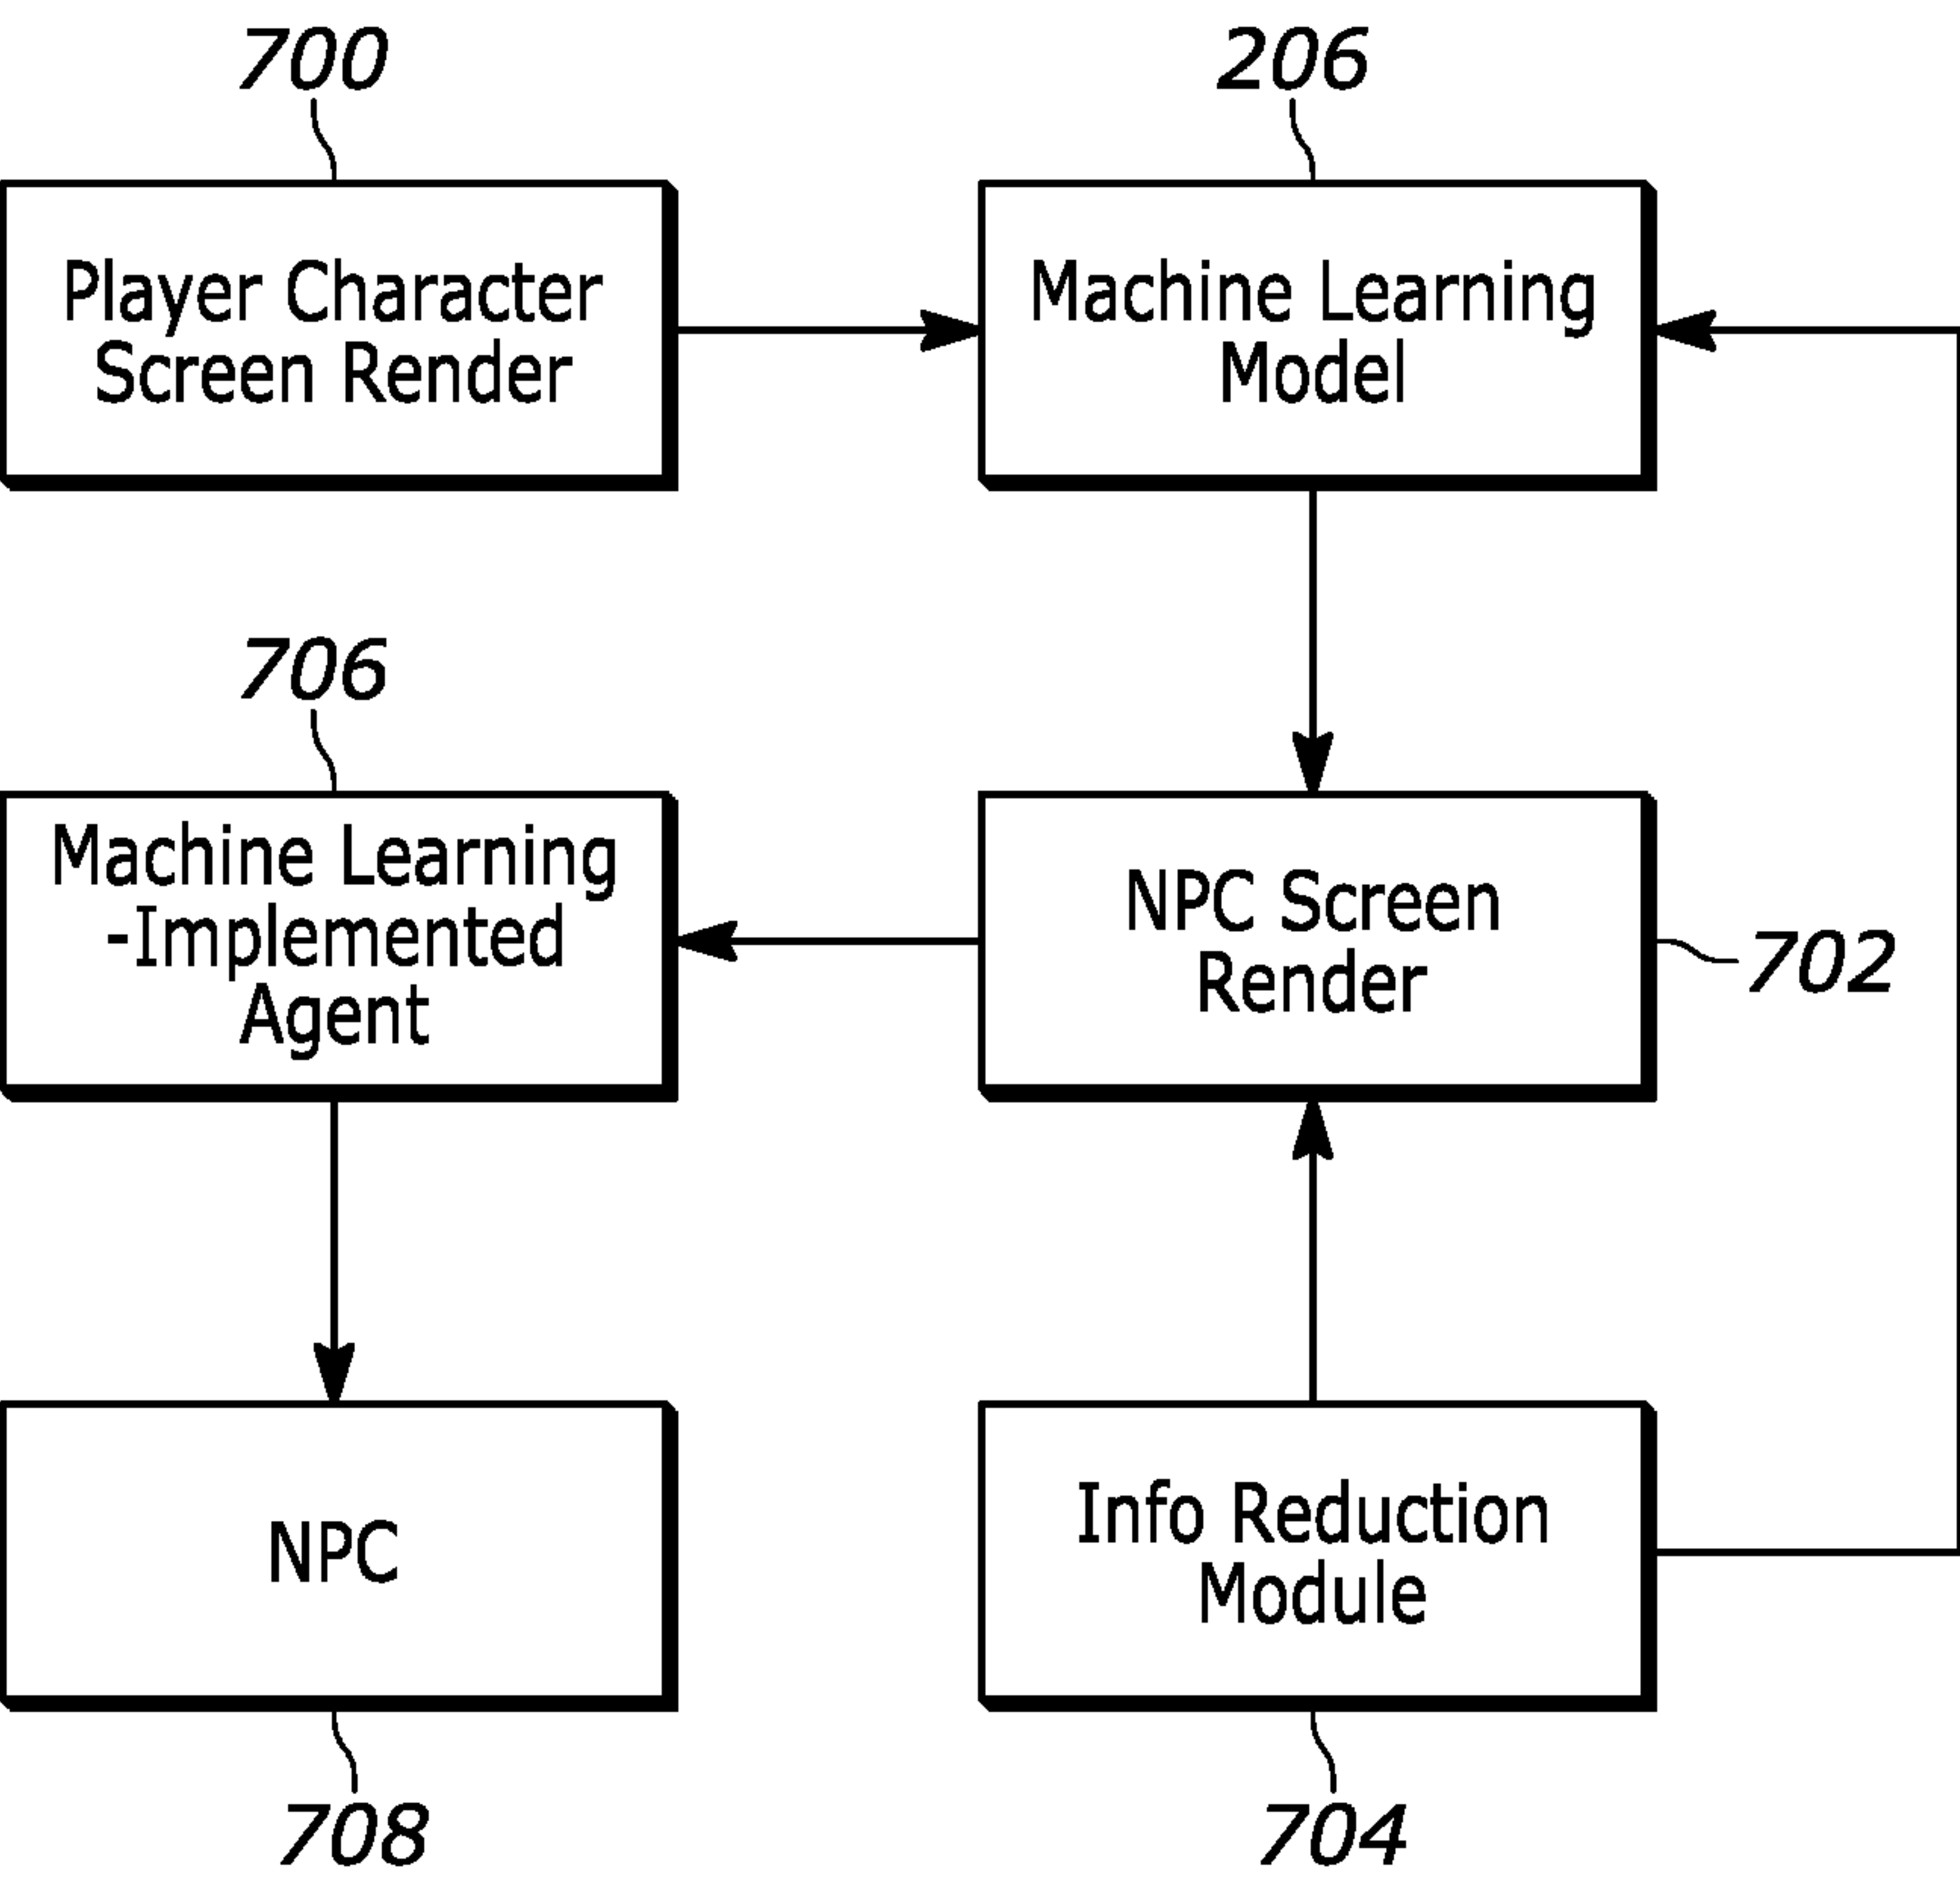 700
206
Player Character
Screen Render
Machine Learning
Model
706
Machine Learning
-Implemented
Agent
NPC Screen
Render
702
NPC
Info Reduction
Module
708
704